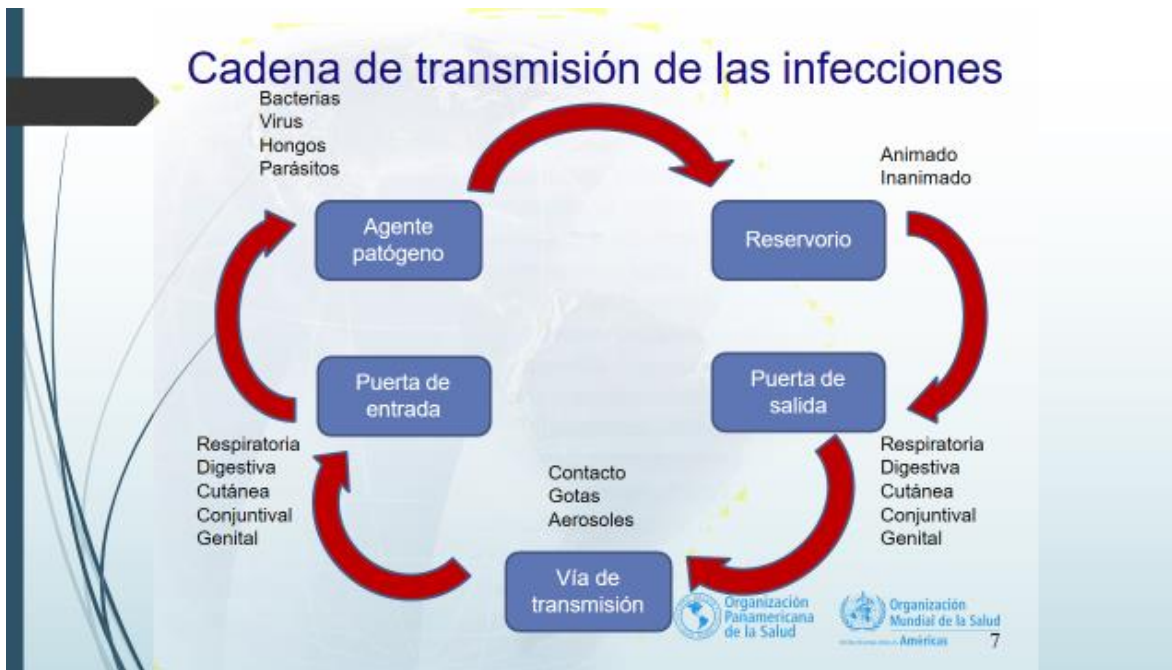 Cadena de transmisión de las infecciones
Bacterias
Virus
Hongos
Parásitos
Animado
Inanimado
Agente
patógeno
Reservorio
Puerta de
entrada
Puerta de
salida
Respiratoria
Digestiva
Cutánea
Conjuntival
Genital
Contacto
Gotas
Aerosoles
Respiratoria
Digestiva
Cutánea
Conjuntival
Genital
Vía de
transmisión
Organización
Panamericana
de la Salud
Organización
Mundial de la Salud
Américas
7